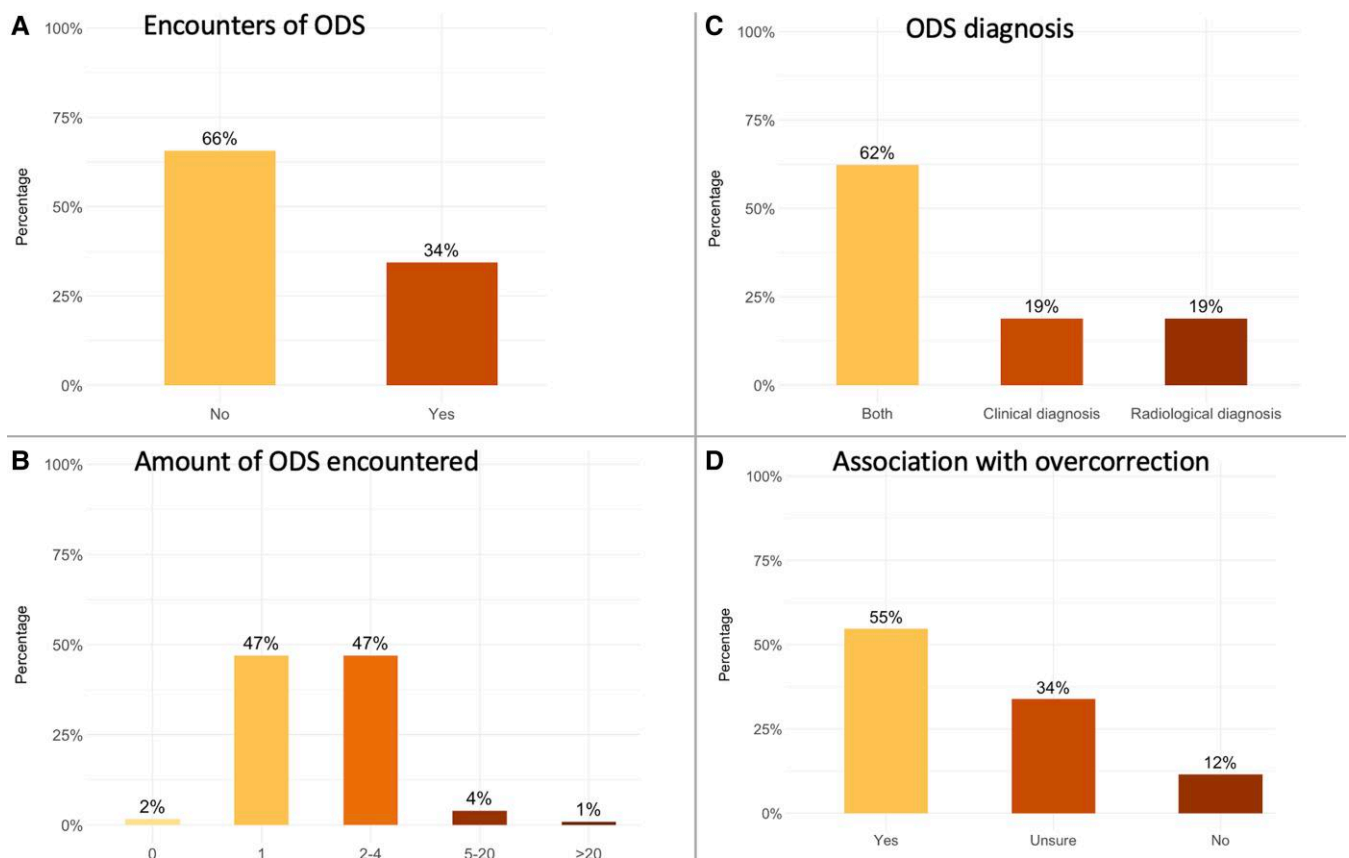 A Encounters of ODS
100%
75%
50%
25%
0%
Percentage
66%
34%
No Yes
C ODS diagnosis
100%
75%
50%
25%
0%
Percentage
62%
19%
19%
Both Clinical diagnosis Radiological diagnosis
B Amount of ODS encountered
100%
75%
50%
25%
0%
Percentage
2%
47%
47%
4%
1%
0 1 2-4 5-20 >20
D Association with overcorrection
100%
75%
50%
25%
0%
Percentage
55%
34%
12%
Yes Unsure No